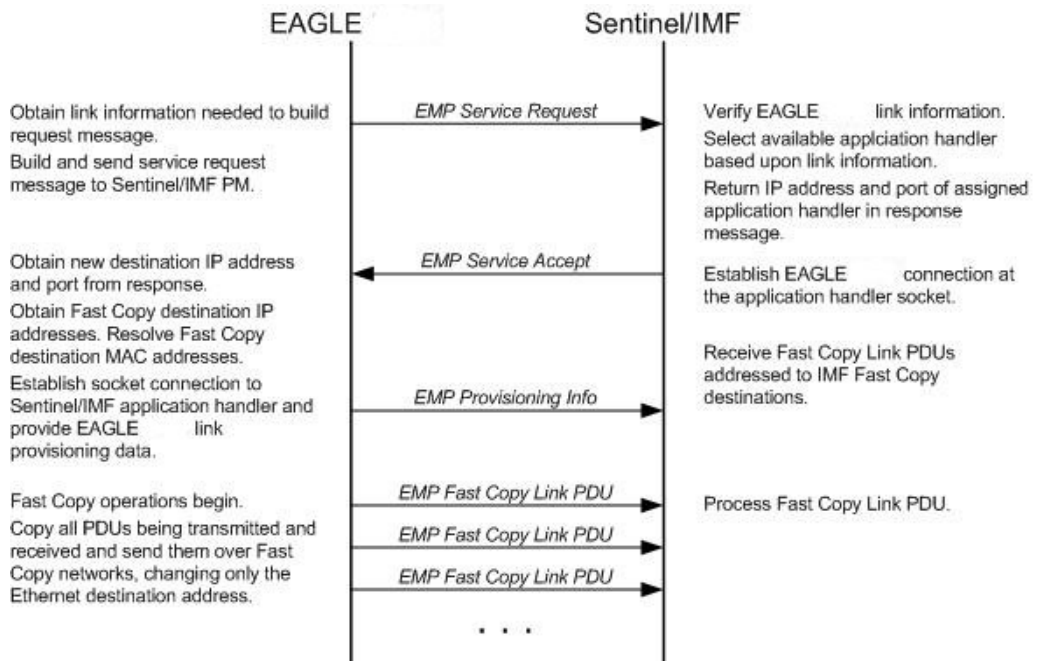 EAGLE
Sentinel/IMF
Obtain link information needed to build
request message.
Build and send service request
message to Sentinel/IMF PM.
EMP Service Request
Verify EAGLE link information.
Select available applciation handler
based upon link information.
Return IP address and port of assigned
application handler in response
message.
Obtain new destination IP address
and port from response.
Obtain Fast Copy destination IP
addresses. Resolve Fast Copy
destination MAC addresses.
Establish socket connection to
Sentinel/IMF application handler and
provide EAGLE link
provisioning data.
EMP Service Accept
Establish EAGLE connection at
the application handler socket.
Receive Fast Copy Link PDUs
addressed to IMF Fast Copy
destinations.
EMP Provisioning Info
Fast Copy operations begin.
Copy all PDUs being transmitted and
received and send them over Fast
Copy networks, changing only the
Ethernet destination address.
EMP Fast Copy Link PDU
EMP Fast Copy Link PDU
EMP Fast Copy Link PDU
Process Fast Copy Link PDU.
. . .